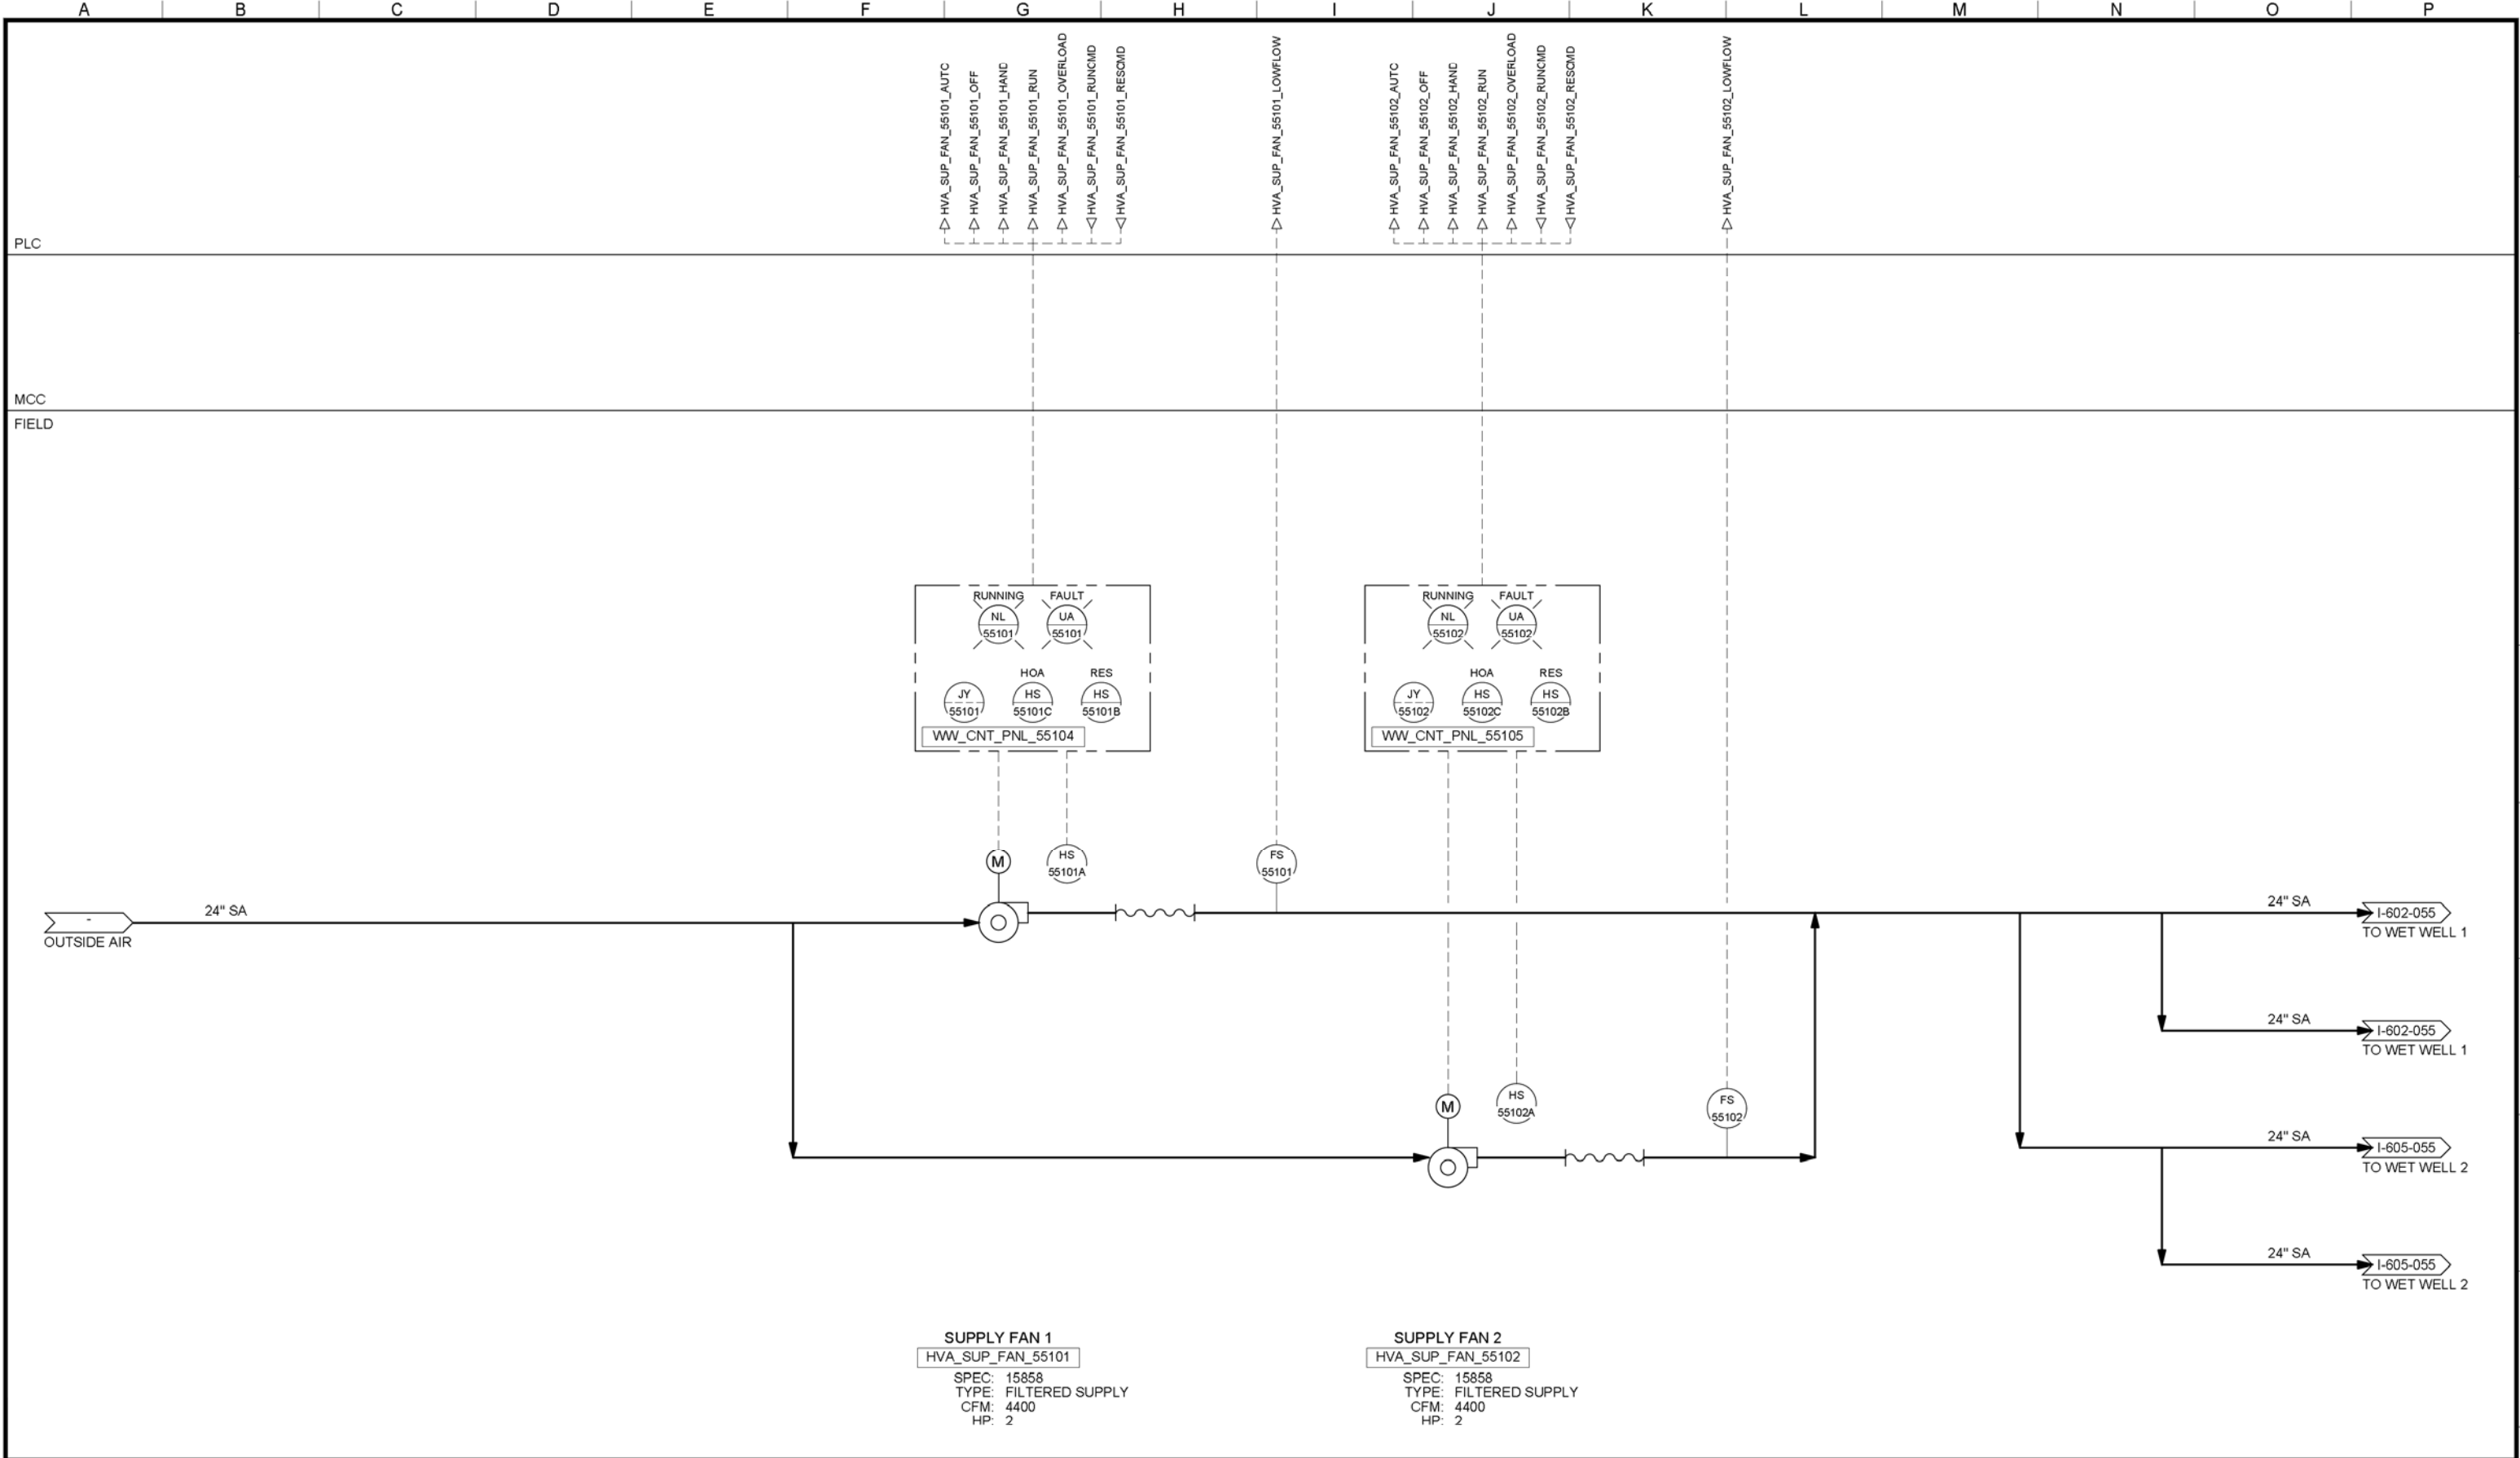 A B C D E F G H I J K L M N O P
HVA_SUP_FAN_55101_AUTC
HVA_SUP_FAN_55101_OFF
HVA_SUP_FAN_55101_HAND
HVA_SUP_FAN_55101_RUN
HVA_SUP_FAN_55101_OVERLOAD
HVA_SUP_FAN_55101_RUNCMD
HVA_SUP_FAN_55101_RESCMD
HVA_SUP_FAN_55101_LOWFLOW
HVA_SUP_FAN_55102_AUTC
HVA_SUP_FAN_55102_OFF
HVA_SUP_FAN_55102_HAND
HVA_SUP_FAN_55102_RUN
HVA_SUP_FAN_55102_OVERLOAD
HVA_SUP_FAN_55102_RUNCMD
HVA_SUP_FAN_55102_RESCMD
HVA_SUP_FAN_55102_LOWFLOW
PLC
MCC
FIELD
RUNNING FAULT
NL UA
55101 55101
HOA RES
JY HS HS
55101 55101C 55101B
WW_CNT_PNL_55104
RUNNING FAULT
NL UA
55102 55102
HOA RES
JY HS HS
55102 55102C 55102B
WW_CNT_PNL_55105
M
HS
55101A
FS
55101
-
OUTSIDE AIR
24" SA
24" SA
I-602-055
TO WET WELL 1
24" SA
I-602-055
TO WET WELL 1
M
HS
55102A
FS
55102
24" SA
I-605-055
TO WET WELL 2
24" SA
I-605-055
TO WET WELL 2
SUPPLY FAN 1
HVA_SUP_FAN_55101
SPEC: 15858
TYPE: FILTERED SUPPLY
CFM: 4400
HP: 2
SUPPLY FAN 2
HVA_SUP_FAN_55102
SPEC: 15858
TYPE: FILTERED SUPPLY
CFM: 4400
HP: 2